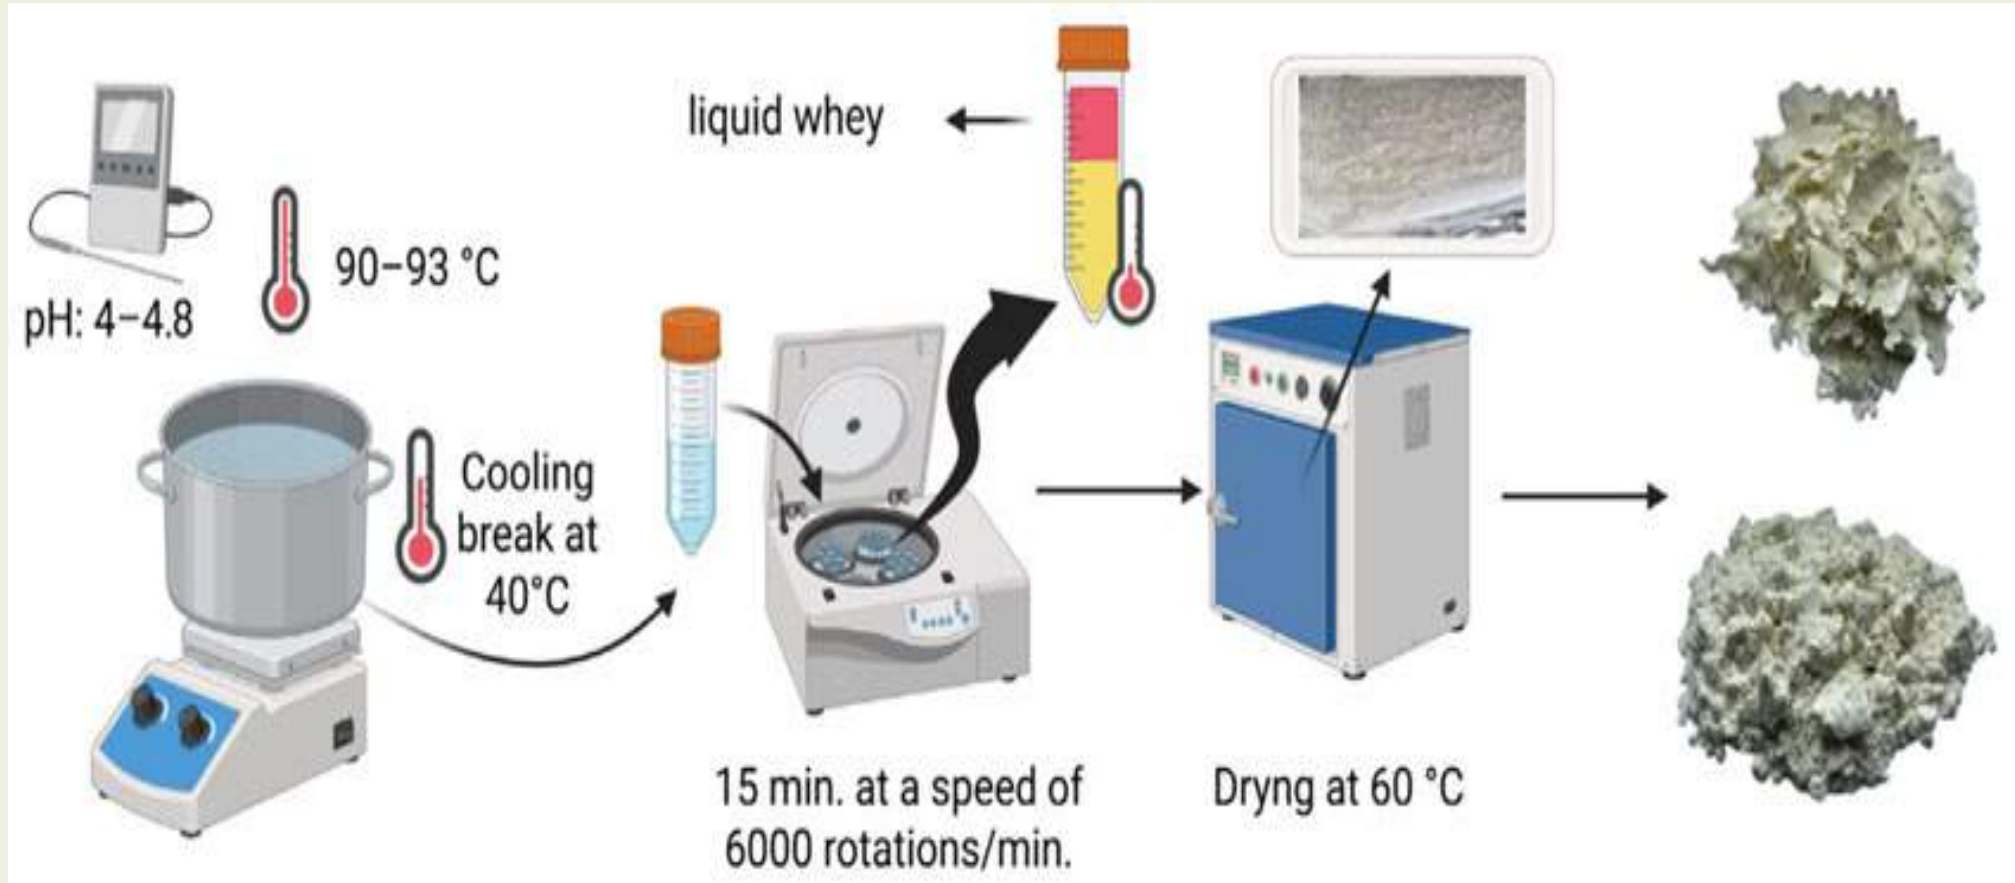 pH: 4–4.8
90–93 °C
Cooling
break at
40°C
liquid whey
15 min. at a speed of
6000 rotations/min.
Dryng at 60 °C